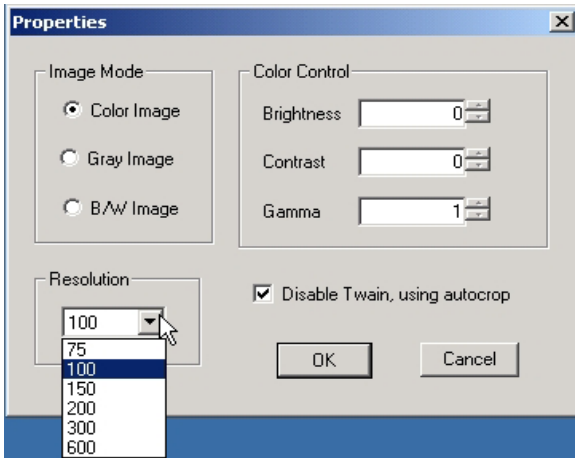 Properties
Image Mode
Color Image
Gray Image
B/W Image
Color Control
Brightness 0
Contrast 0
Gamma 1
Resolution
100
75
100
150
200
300
600
Disable Twain, using autocrop
OK Cancel